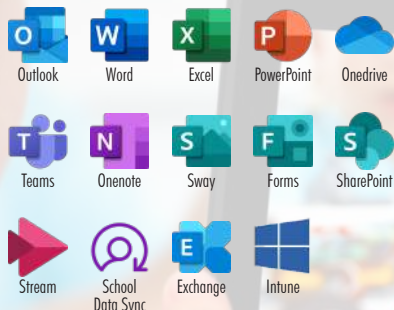 O W X P
Outlook Word Excel PowerPoint Onedrive
T N S F S
Teams Onenote Sway Forms SharePoint
E
Stream School Data Sync Exchange Intune